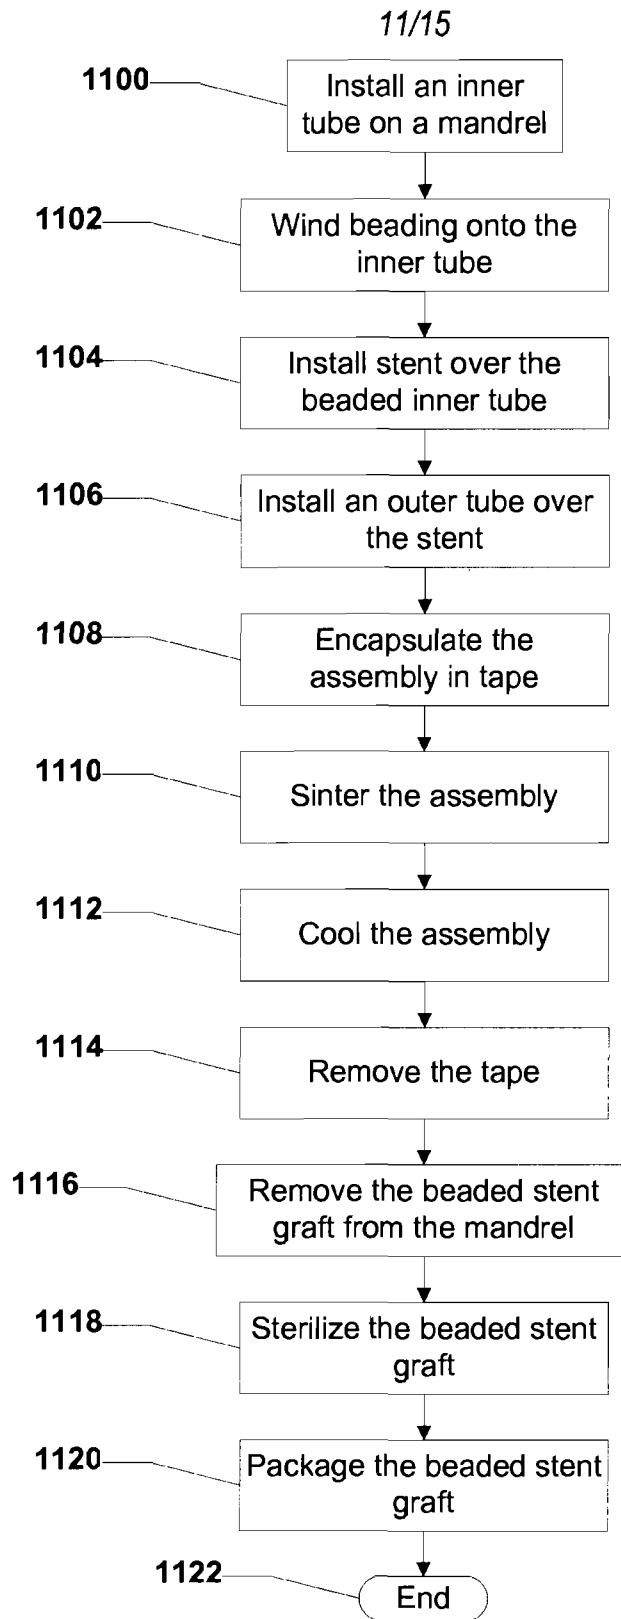 11/15
1100
Install an inner
tube on a mandrel
1102
Wind beading onto the
inner tube
1104
Install stent over the
beaded inner tube
1106
Install an outer tube over
the stent
1108
Encapsulate the
assembly in tape
1110
Sinter the assembly
1112
Cool the assembly
1114
Remove the tape
1116
Remove the beaded stent
graft from the mandrel
1118
Sterilize the beaded stent
graft
1120
Package the beaded stent
graft
1122
End